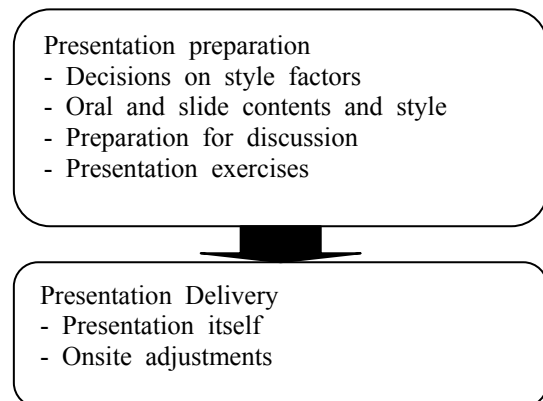 Presentation preparation
- Decisions on style factors
- Oral and slide contents and style
- Preparation for discussion
- Presentation exercises
Presentation Delivery
- Presentation itself
- Onsite adjustments